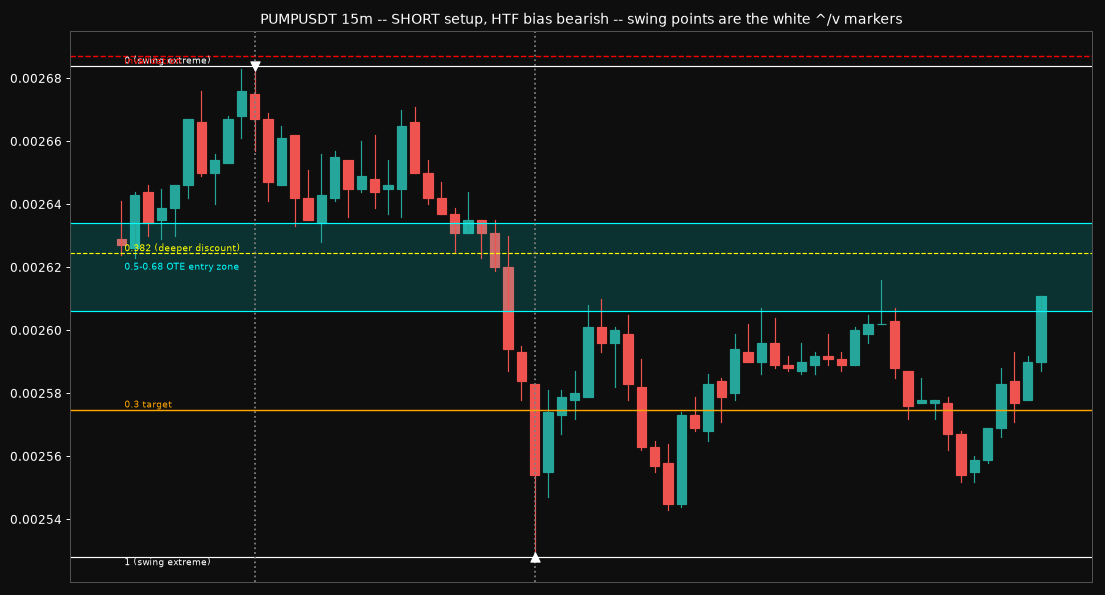 PUMPUSDT 15m -- SHORT setup, HTF bias bearish -- swing points are the white ^/v markers
0 (swing extreme)
0.00268
0.00266
0.00264
0.382 (deeper discount)
0.5-0.68 OTE entry zone
0.00262
0.00260
0.00258
0.3 target
0.00256
0.00254
1 (swing extreme)